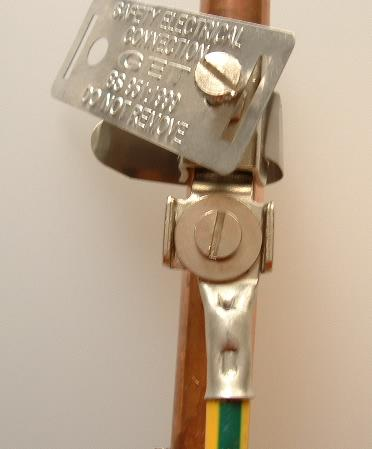 SAFETY ELECTRICAL
CONNECTION
GET
BS 951:1999
DO NOT REMOVE